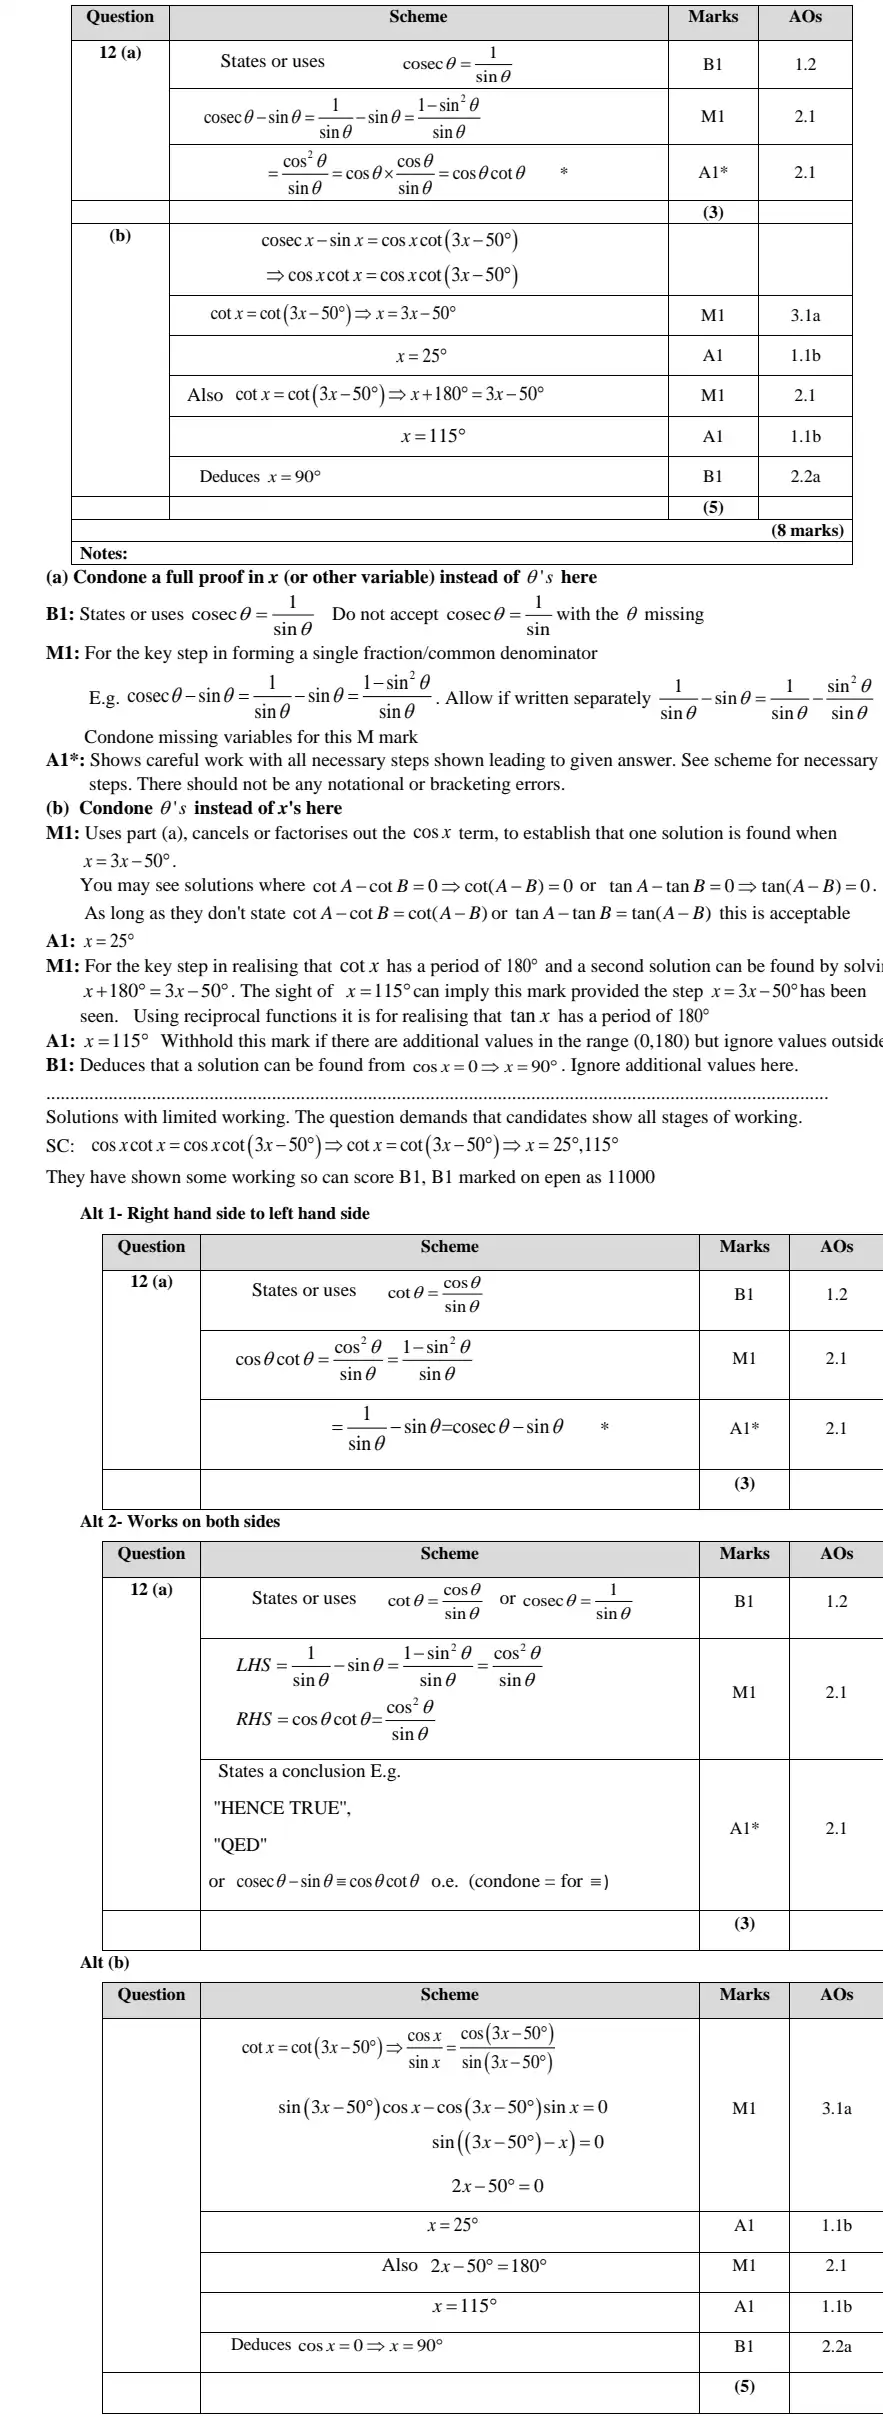 Question Scheme Marks AOs
12 (a) States or uses cosec θ = 1/sin θ B1 1.2
cosec θ − sin θ = 1/sin θ − sin θ = (1 − sin² θ)/sin θ M1 2.1
= cos² θ/sin θ = cos θ × cos θ/sin θ = cos θ cot θ * A1* 2.1
(3)
(b) cosec x − sin x = cos x cot (3x − 50°)
⇒ cos x cot x = cos x cot (3x − 50°)
cot x = cot (3x − 50°) ⇒ x = 3x − 50° M1 3.1a
x = 25° A1 1.1b
Also cot x = cot (3x − 50°) ⇒ x + 180° = 3x − 50° M1 2.1
x = 115° A1 1.1b
Deduces x = 90° B1 2.2a
(5)
(8 marks)
Notes:
(a) Condone a full proof in x (or other variable) instead of θ's here
B1: States or uses cosec θ = 1/sin θ Do not accept cosec θ = 1/sin with the θ missing
M1: For the key step in forming a single fraction/common denominator
E.g. cosec θ − sin θ = 1/sin θ − sin θ = (1 − sin² θ)/sin θ. Allow if written separately 1/sin θ − sin θ = 1/sin θ − sin² θ/sin θ
Condone missing variables for this M mark
A1*: Shows careful work with all necessary steps shown leading to given answer. See scheme for necessary
steps. There should not be any notational or bracketing errors.
(b) Condone θ's instead of x's here
M1: Uses part (a), cancels or factorises out the cos x term, to establish that one solution is found when
x = 3x − 50°.
You may see solutions where cot A − cot B = 0 ⇒ cot(A − B) = 0 or tan A − tan B = 0 ⇒ tan(A − B) = 0.
As long as they don't state cot A − cot B = cot(A − B) or tan A − tan B = tan(A − B) this is acceptable
A1: x = 25°
M1: For the key step in realising that cot x has a period of 180° and a second solution can be found by solvi
x + 180° = 3x − 50°. The sight of x = 115° can imply this mark provided the step x = 3x − 50° has been
seen. Using reciprocal functions it is for realising that tan x has a period of 180°
A1: x = 115° Withhold this mark if there are additional values in the range (0,180) but ignore values outside
B1: Deduces that a solution can be found from cos x = 0 ⇒ x = 90°. Ignore additional values here.
...................................................................................................................................................................
Solutions with limited working. The question demands that candidates show all stages of working.
SC: cos x cot x = cos x cot (3x − 50°) ⇒ cot x = cot (3x − 50°) ⇒ x = 25°,115°
They have shown some working so can score B1, B1 marked on epen as 11000
Alt 1- Right hand side to left hand side
Question Scheme Marks AOs
12 (a) States or uses cot θ = cos θ/sin θ B1 1.2
cos θ cot θ = cos² θ/sin θ = (1 − sin² θ)/sin θ M1 2.1
= 1/sin θ − sin θ = cosec θ − sin θ * A1* 2.1
(3)
Alt 2- Works on both sides
Question Scheme Marks AOs
12 (a) States or uses cot θ = cos θ/sin θ or cosec θ = 1/sin θ B1 1.2
LHS = 1/sin θ − sin θ = (1 − sin² θ)/sin θ = cos² θ/sin θ
M1 2.1
RHS = cos θ cot θ = cos² θ/sin θ
States a conclusion E.g.
"HENCE TRUE",
A1* 2.1
"QED"
or cosec θ − sin θ ≡ cos θ cot θ o.e. (condone = for ≡)
(3)
Alt (b)
Question Scheme Marks AOs
cot x = cot (3x − 50°) ⇒ cos x/sin x = cos (3x − 50°)/sin (3x − 50°)
sin (3x − 50°) cos x − cos (3x − 50°) sin x = 0 M1 3.1a
sin ((3x − 50°) − x) = 0
2x − 50° = 0
x = 25° A1 1.1b
Also 2x − 50° = 180° M1 2.1
x = 115° A1 1.1b
Deduces cos x = 0 ⇒ x = 90° B1 2.2a
(5)